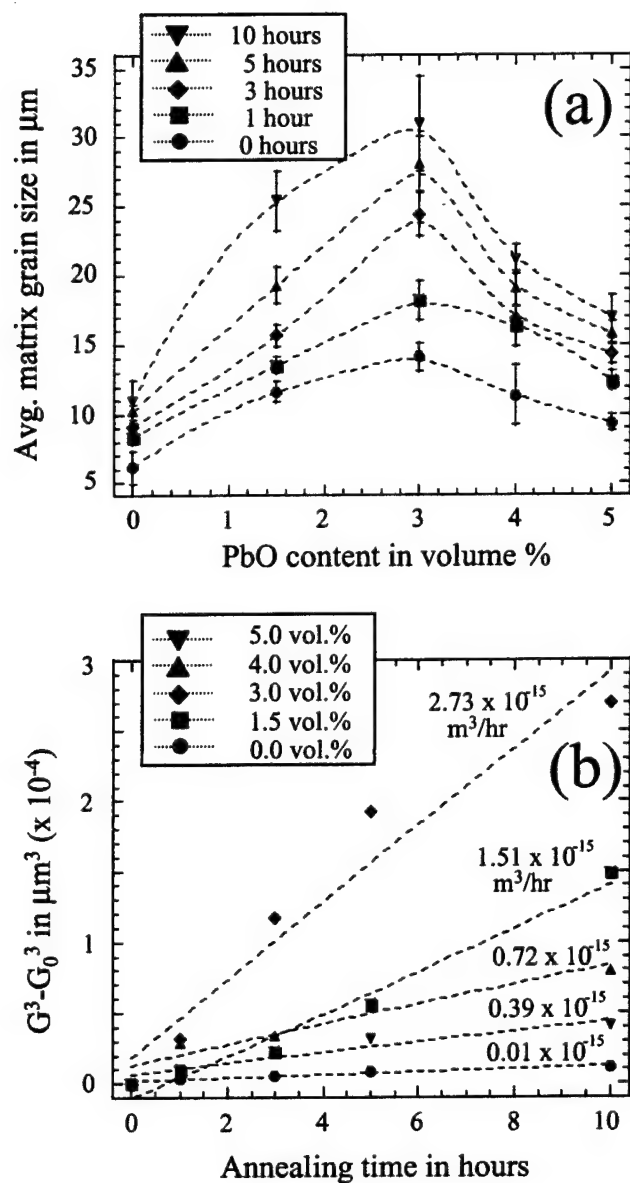 10 hours
5 hours
3 hours
1 hour
0 hours
(a)
35
30
25
20
15
10
5
Avg. matrix grain size in μm
0 1 2 3 4 5
PbO content in volume %
5.0 vol.%
4.0 vol.%
3.0 vol.%
1.5 vol.%
0.0 vol.%
(b)
3
2
1
0
G³-G₀³ in μm³ (x 10⁻⁴)
2.73 x 10⁻¹⁵
m³/hr
1.51 x 10⁻¹⁵
m³/hr
0.72 x 10⁻¹⁵
0.39 x 10⁻¹⁵
0.01 x 10⁻¹⁵
0 2 4 6 8 10
Annealing time in hours